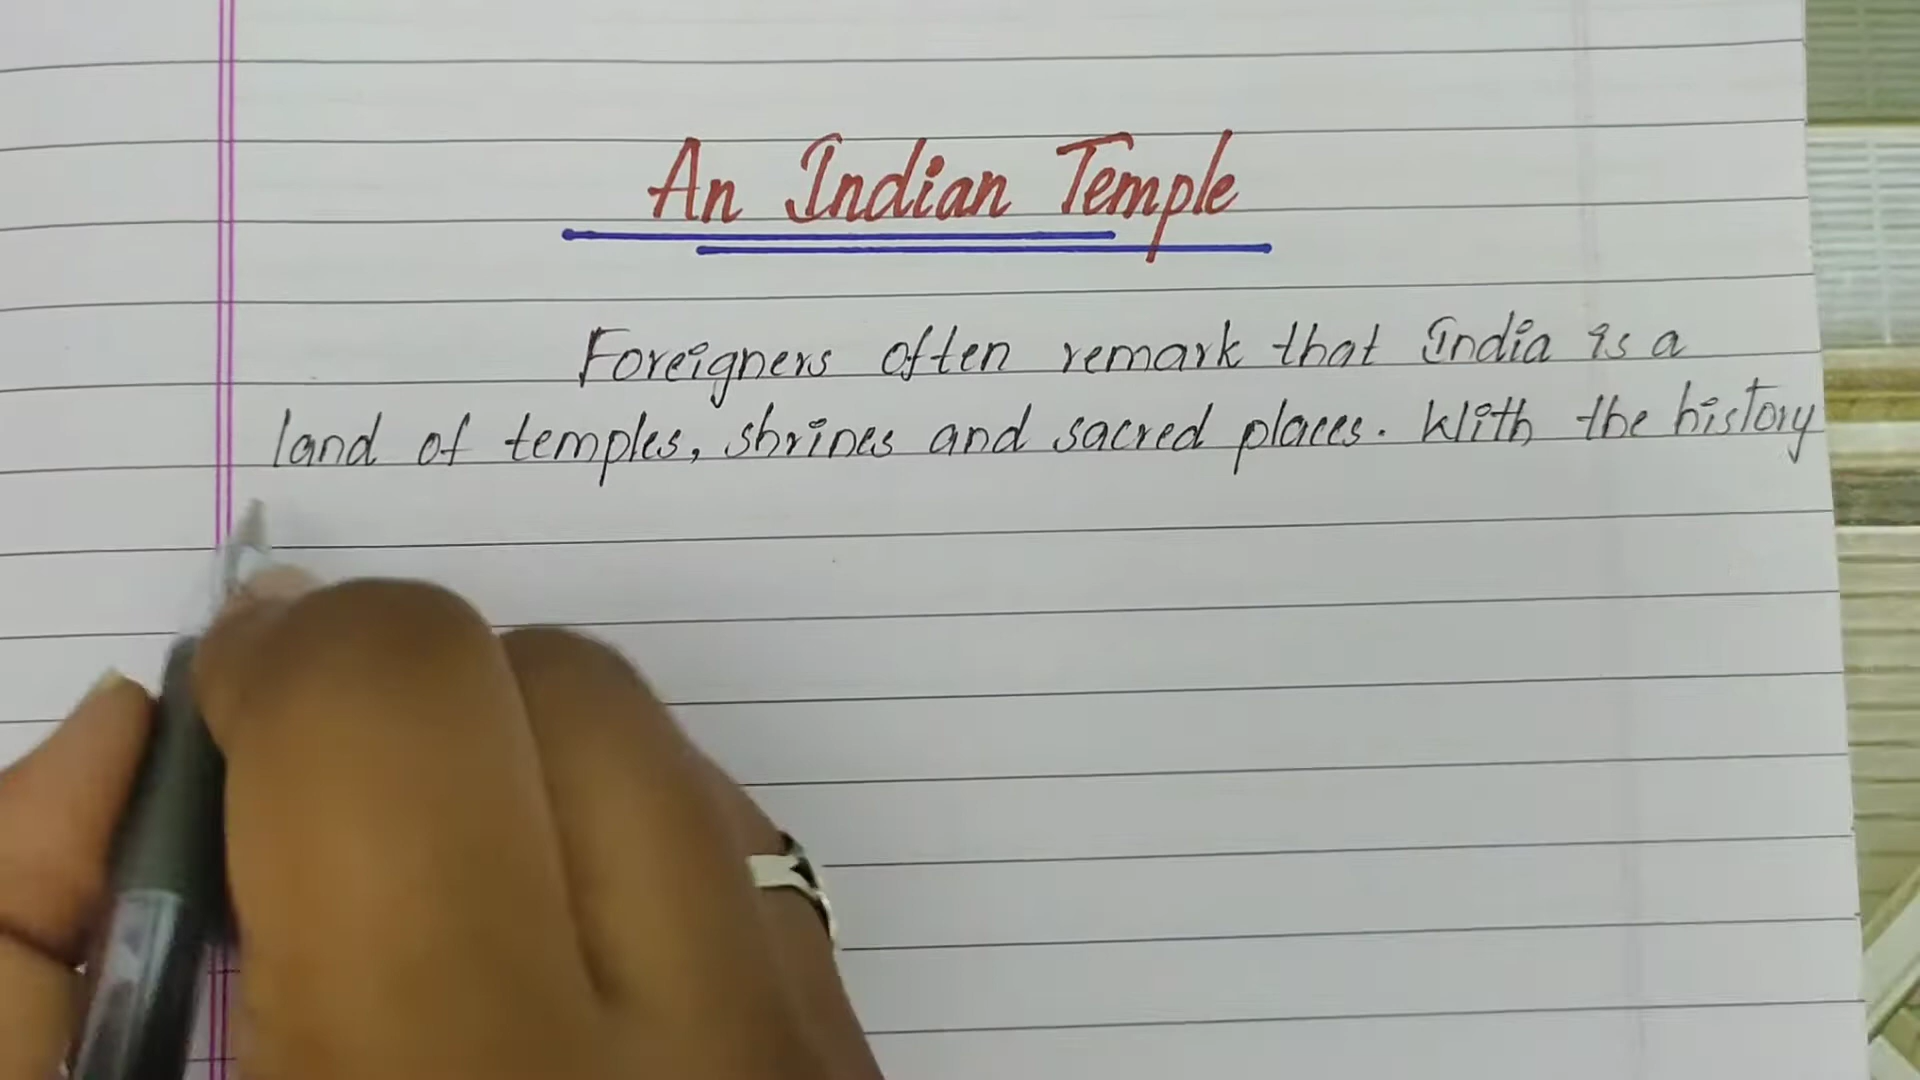 An Indian Temple
Foreigners often remark that India is a
land of temples, shrines and sacred places. With the history